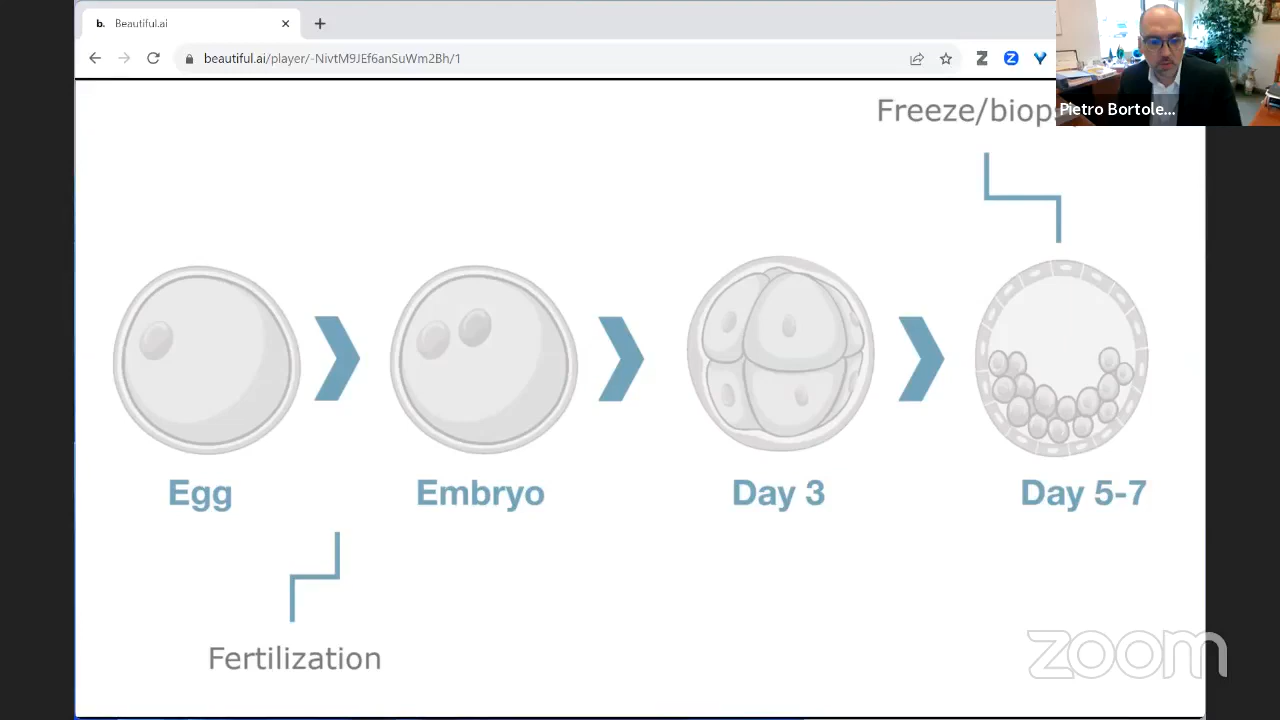 b. Beautiful.ai
beautiful.ai/player/-NivtM9JEf6anSuWm2Bh/1
Pietro Bortole...
Freeze/biops
Egg
Embryo
Day 3
Day 5-7
Fertilization
zoom